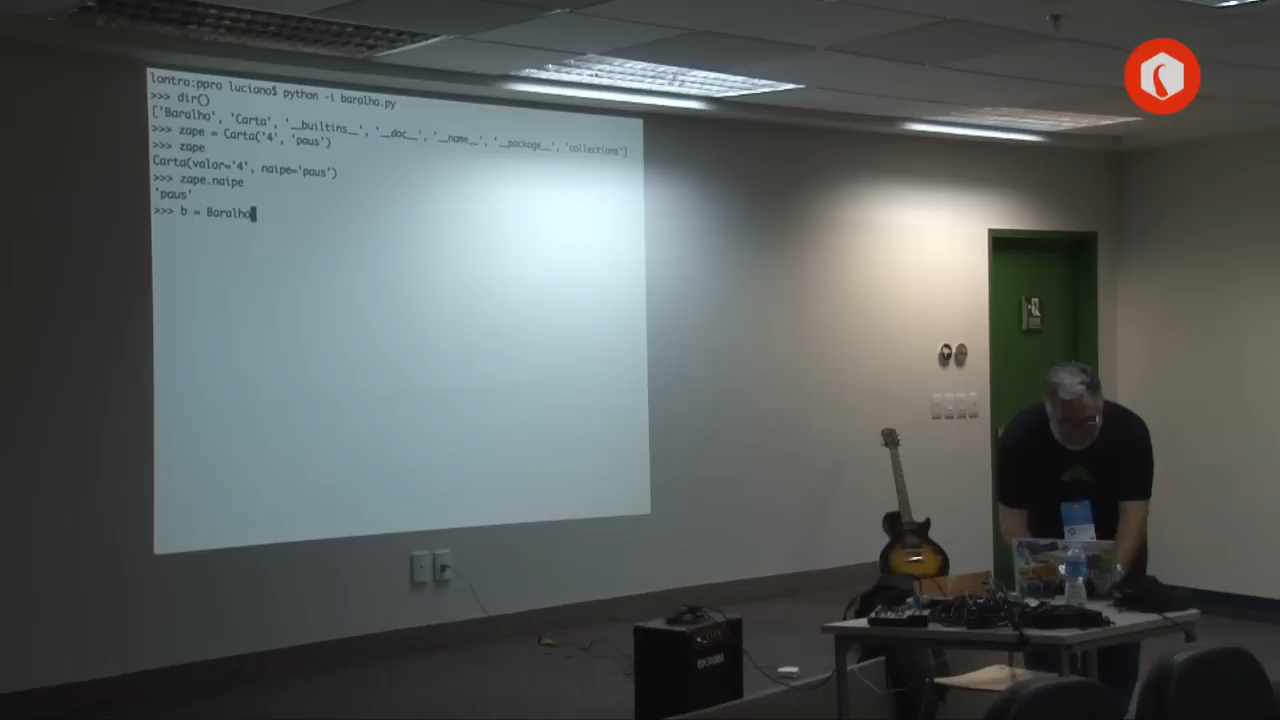 lontra:ppro luciano$ python -i baralho.py
>>> dir()
['Baralho', 'Carta', '__builtins__', '__doc__', '__name__', '__package__', 'collections']
>>> zape = Carta('4', 'paus')
>>> zape
Carta(valor='4', naipe='paus')
>>> zape.naipe
'paus'
>>> b = Baralho